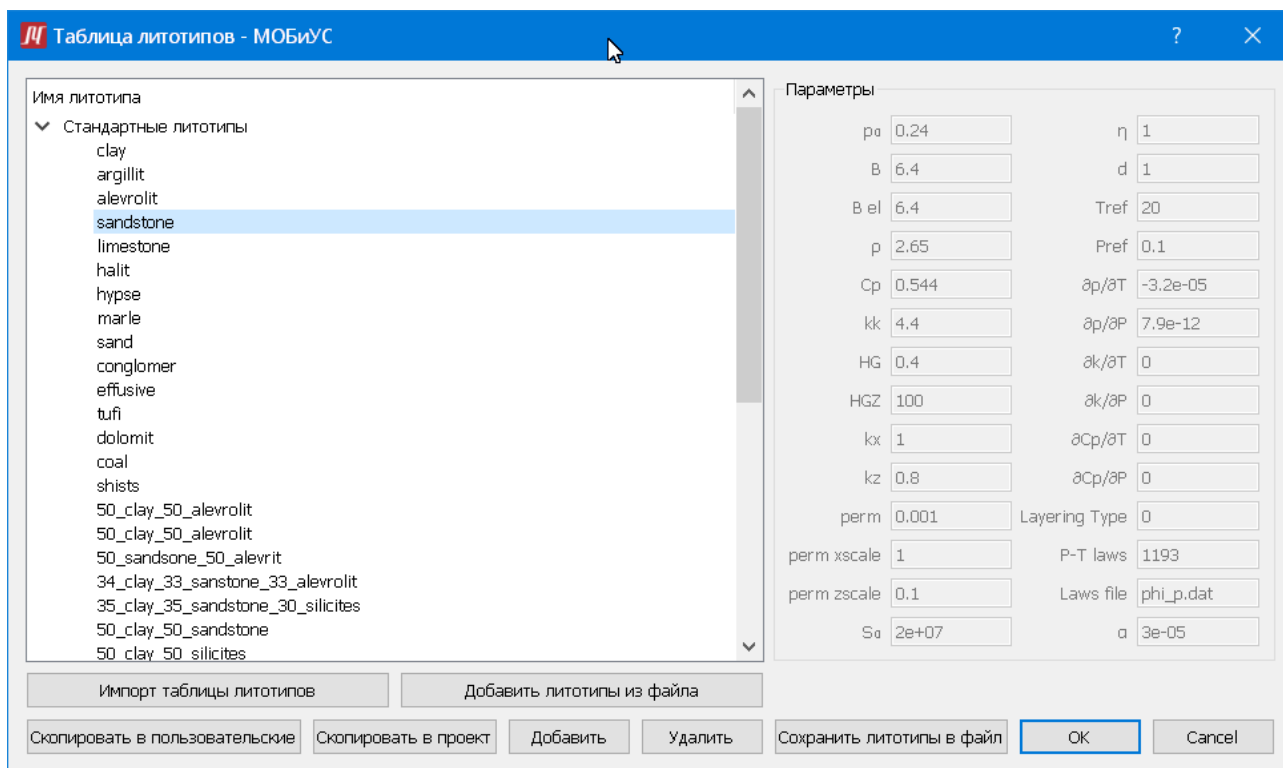 Таблица литотипов - МОБиУС
Имя литотипа
Стандартные литотипы
clay
argillit
alevrolit
sandstone
limestone
halit
hypse
marle
sand
conglomer
effusive
tufi
dolomit
coal
shists
50_clay_50_alevrolit
50_clay_50_alevrolit
50_sandsone_50_alevrit
34_clay_33_sanstone_33_alevrolit
35_clay_35_sandstone_30_silicites
50_clay_50_sandstone
50_clay_50_silicites
Параметры
pα 0.24 η 1
B 6.4 d 1
B el 6.4 Tref 20
ρ 2.65 Pref 0.1
Cp 0.544 ∂ρ/∂T -3.2e-05
kk 4.4 ∂ρ/∂P 7.9e-12
HG 0.4 ∂k/∂T 0
HGZ 100 ∂k/∂P 0
kx 1 ∂Cp/∂T 0
kz 0.8 ∂Cp/∂P 0
perm 0.001 Layering Type 0
perm xscale 1 P-T laws 1193
perm zscale 0.1 Laws file phi_p.dat
Sα 2e+07 α 3e-05
Импорт таблицы литотипов Добавить литотипы из файла
Скопировать в пользовательские Скопировать в проект Добавить Удалить Сохранить литотипы в файл OK Cancel